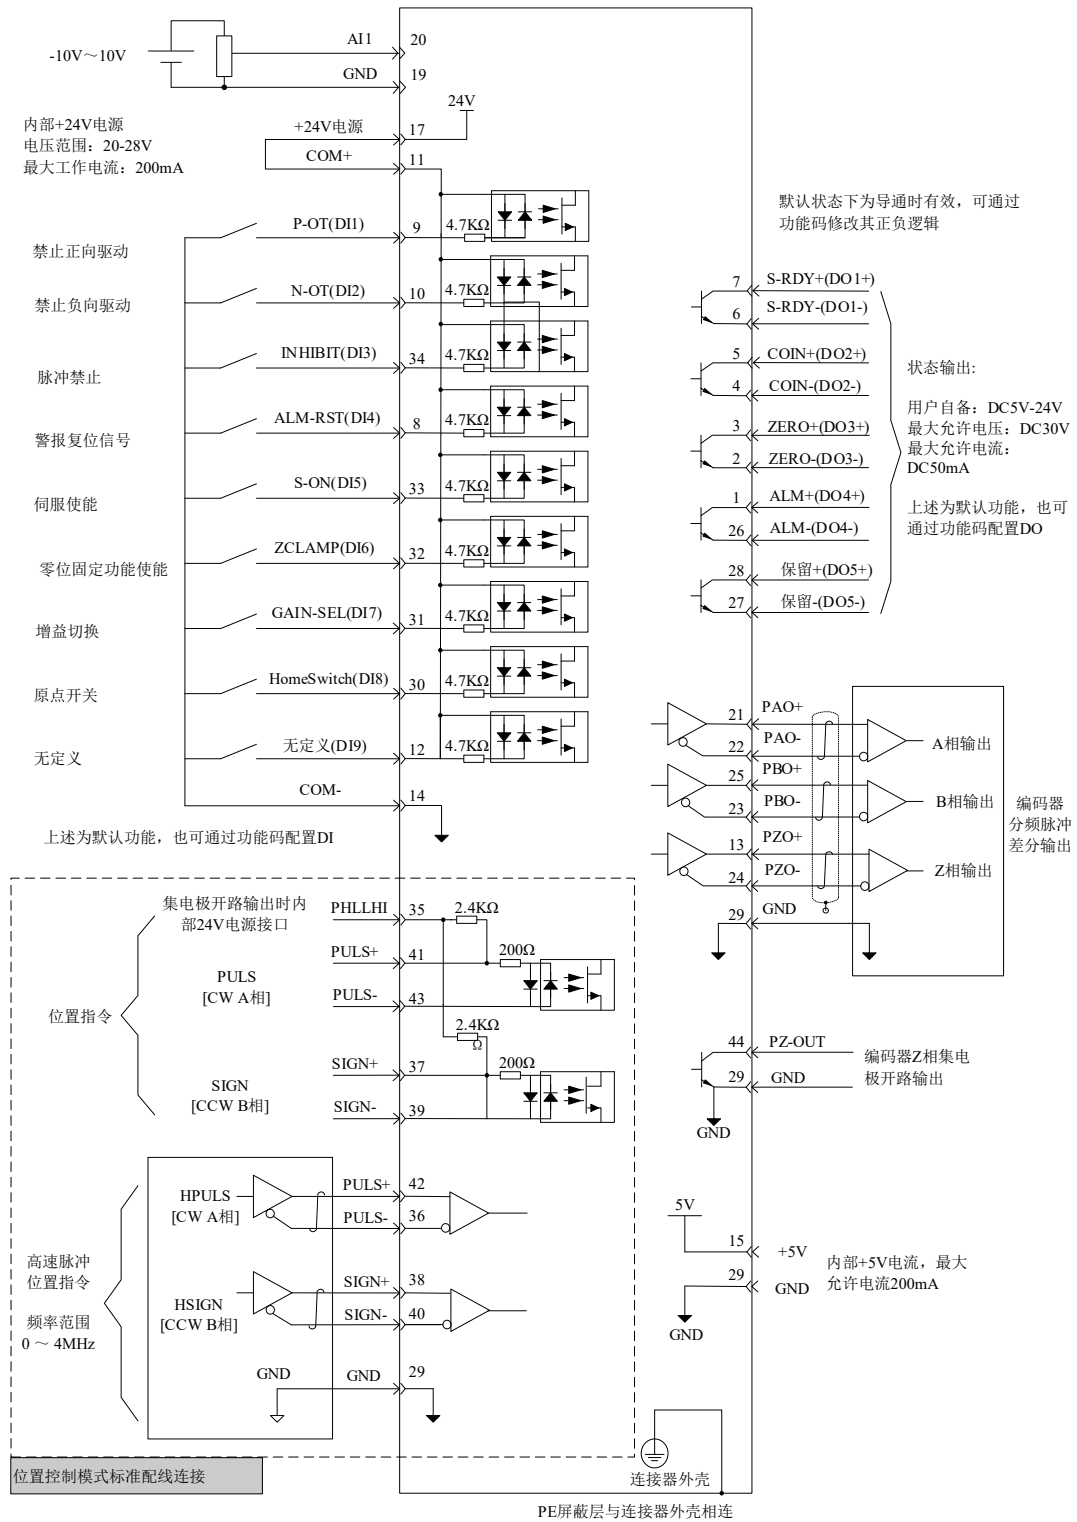 -10V～10V
AI1
20
GND
19
24V
内部+24V电源
电压范围：20-28V
最大工作电流：200mA
+24V电源
17
COM+
11
禁止正向驱动
P-OT(DI1)
9
4.7KΩ
禁止负向驱动
N-OT(DI2)
10
4.7KΩ
脉冲禁止
INHIBIT(DI3)
34
4.7KΩ
警报复位信号
ALM-RST(DI4)
8
4.7KΩ
伺服使能
S-ON(DI5)
33
4.7KΩ
零位固定功能使能
ZCLAMP(DI6)
32
4.7KΩ
增益切换
GAIN-SEL(DI7)
31
4.7KΩ
原点开关
HomeSwitch(DI8)
30
4.7KΩ
无定义
无定义(DI9)
12
4.7KΩ
COM-
14
上述为默认功能，也可通过功能码配置DI
默认状态下为导通时有效，可通过
功能码修改其正负逻辑
7
S-RDY+(DO1+)
6
S-RDY-(DO1-)
5
COIN+(DO2+)
4
COIN-(DO2-)
3
ZERO+(DO3+)
2
ZERO-(DO3-)
1
ALM+(DO4+)
26
ALM-(DO4-)
28
保留+(DO5+)
27
保留-(DO5-)
状态输出:
用户自备：DC5V-24V
最大允许电压：DC30V
最大允许电流：
DC50mA
上述为默认功能，也可
通过功能码配置DO
21
PAO+
22
PAO-
A相输出
25
PBO+
23
PBO-
B相输出
13
PZO+
24
PZO-
Z相输出
29
GND
编码器
分频脉冲
差分输出
44
PZ-OUT
29
GND
GND
编码器Z相集电
极开路输出
5V
15
+5V
29
GND
GND
内部+5V电流，最大
允许电流200mA
集电极开路输出时内
部24V电源接口
PHLLHI
35
2.4KΩ
PULS+
41
200Ω
PULS
[CW A相]
PULS-
43
位置指令
2.4KΩ
Ω
SIGN+
37
200Ω
SIGN
[CCW B相]
SIGN-
39
HPULS
[CW A相]
PULS+
42
PULS-
36
高速脉冲
位置指令
频率范围
0 ～ 4MHz
HSIGN
[CCW B相]
SIGN+
38
SIGN-
40
GND
GND
29
位置控制模式标准配线连接
连接器外壳
PE屏蔽层与连接器外壳相连